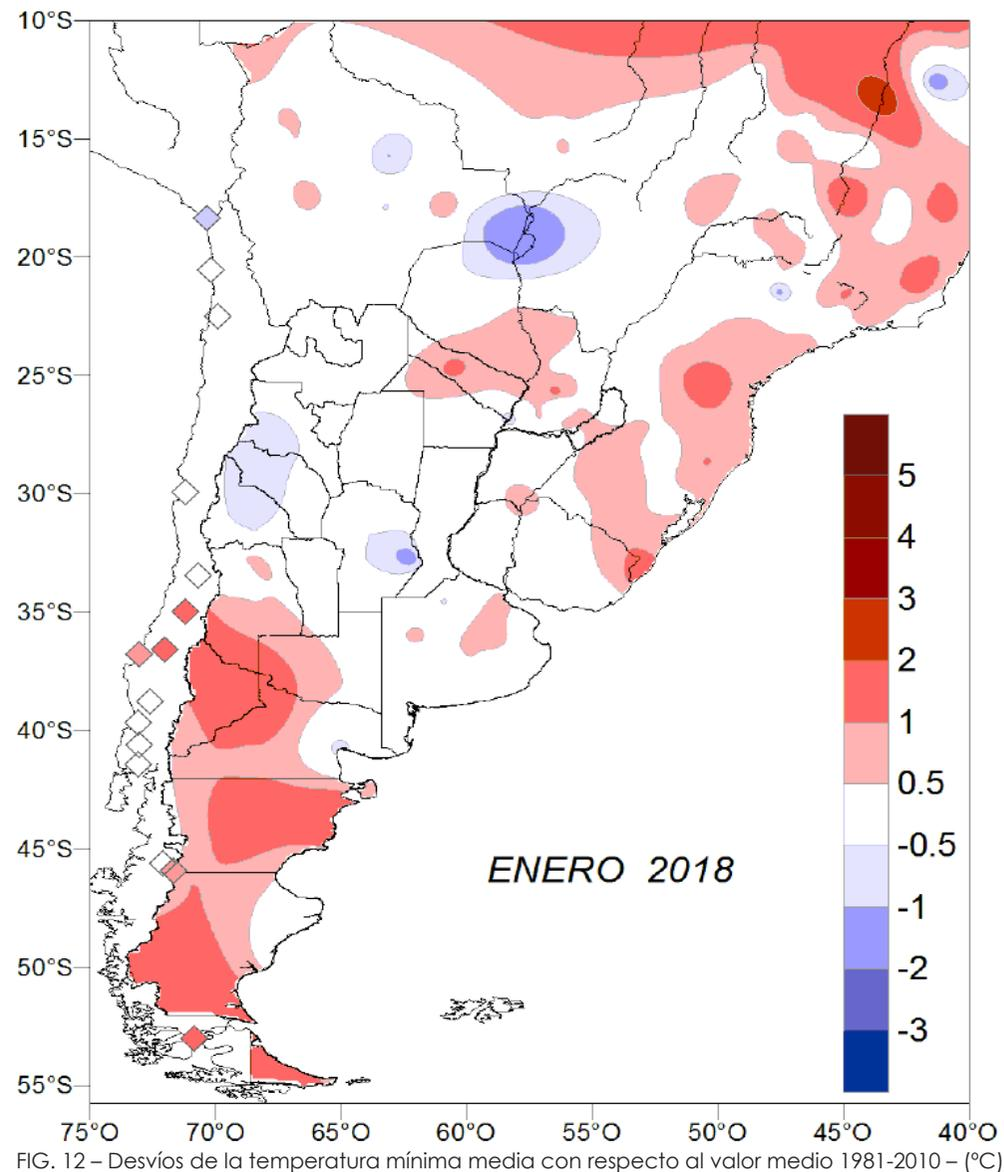 10°S
15°S
20°S
25°S
30°S
35°S
40°S
45°S
50°S
55°S
5
4
3
2
1
0.5
-0.5
-1
-2
-3
ENERO 2018
75°O 70°O 65°O 60°O 55°O 50°O 45°O 40°O
FIG. 12 – Desvíos de la temperatura mínima media con respecto al valor medio 1981-2010 – (°C)